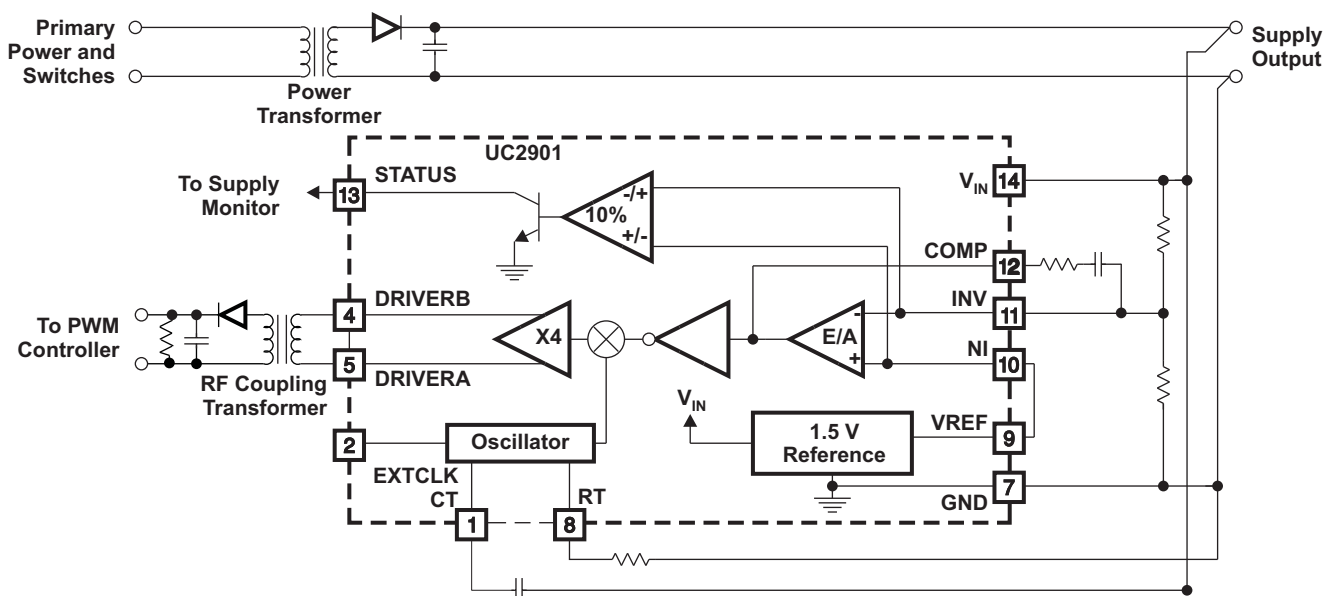 Primary
Power and
Switches
Power
Transformer
Supply
Output
UC2901
To Supply
Monitor
13
STATUS
10%
-/+
+/-
VIN
14
COMP
12
To PWM
Controller
RF Coupling
Transformer
4
DRIVERB
5
DRIVERA
X4
E/A
-
+
INV
11
NI
10
VIN
1.5 V
Reference
VREF
9
GND
7
2
EXTCLK
Oscillator
CT
1
RT
8